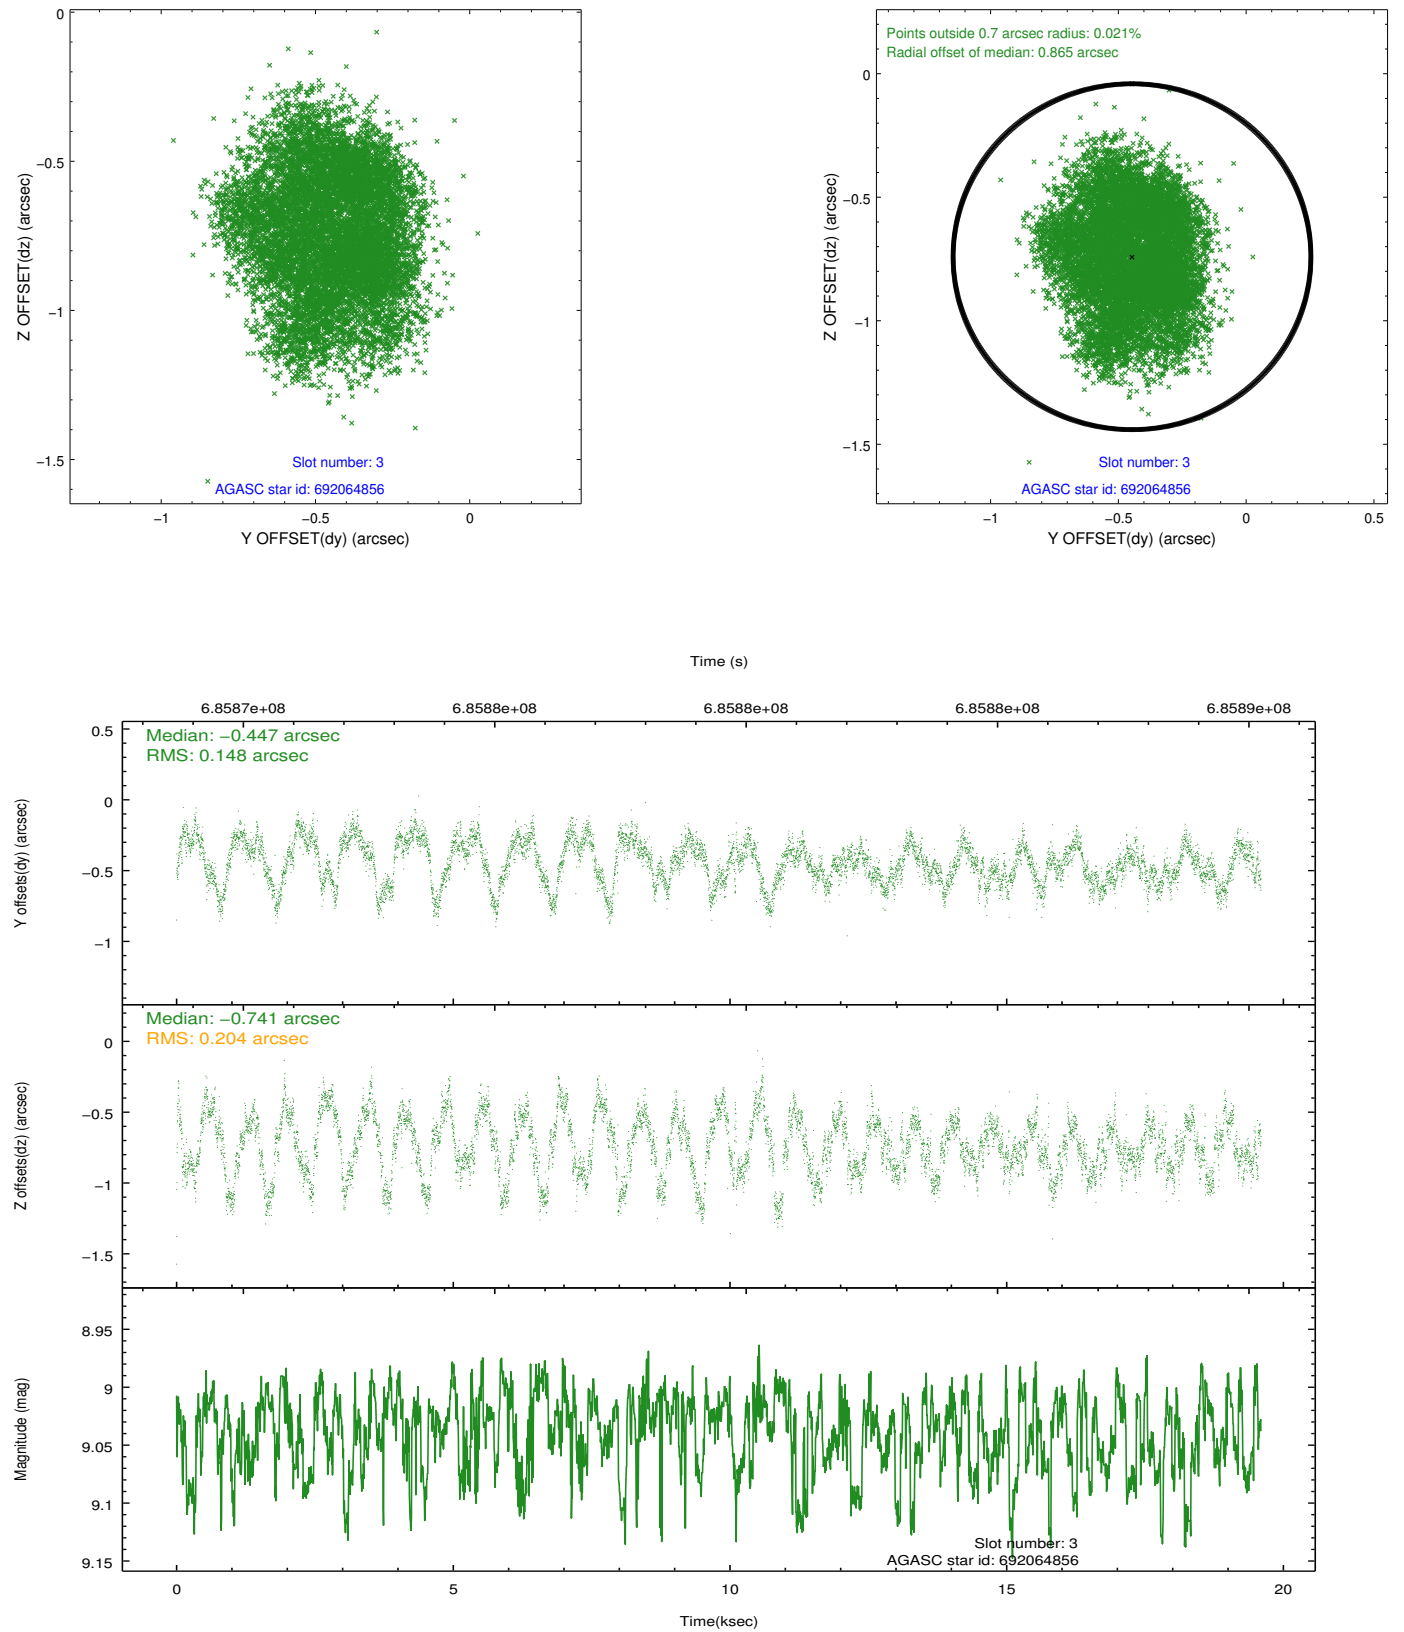 0
−0.5
−1
−1.5
Z OFFSET(dz) (arcsec)
Slot number: 3
AGASC star id: 692064856
−1
−0.5
0
Y OFFSET(dy) (arcsec)
Points outside 0.7 arcsec radius: 0.021%
Radial offset of median: 0.865 arcsec
0
−0.5
−1
−1.5
Z OFFSET(dz) (arcsec)
Slot number: 3
AGASC star id: 692064856
−1
−0.5
0
0.5
Y OFFSET(dy) (arcsec)
Time (s)
6.8587e+08
6.8588e+08
6.8588e+08
6.8588e+08
6.8589e+08
Median: −0.447 arcsec
RMS: 0.148 arcsec
0.5
0
−0.5
−1
Y offsets(dy) (arcsec)
Median: −0.741 arcsec
RMS: 0.204 arcsec
0
−0.5
−1
−1.5
Z offsets(dz) (arcsec)
8.95
9
9.05
9.1
9.15
Magnitude (mag)
Slot number: 3
AGASC star id: 692064856
0
5
10
15
20
Time(ksec)